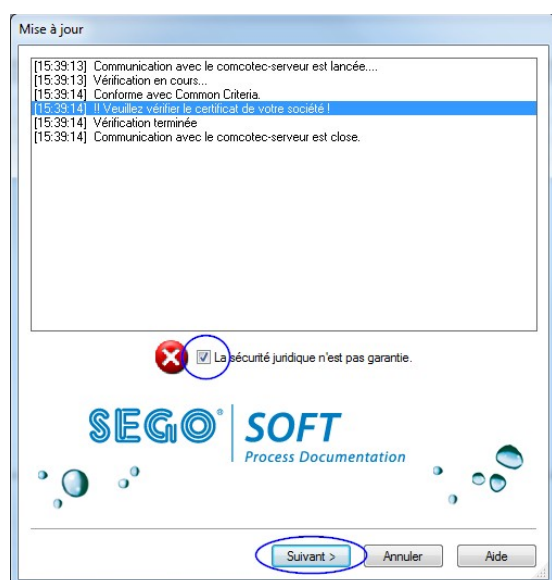 Mise à jour
[15:39:13] Communication avec le comcotec-serveur est lancée....
[15:39:13] Vérification en cours...
[15:39:14] Conforme avec Common Criteria.
[15:39:14] !! Veuillez vérifier le certificat de votre société !
[15:39:14] Vérification terminée
[15:39:14] Communication avec le comcotec-serveur est close.
La sécurité juridique n'est pas garantie.
SEGO® SOFT
Process Documentation
Suivant > Annuler Aide